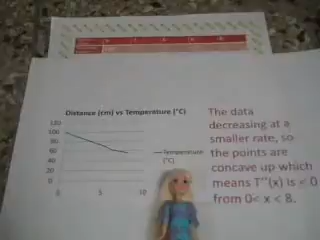 Distance (cm) vs Temperature (°C)
120
100
80
60
40
20
0
0 5 10
Temperature
(°C)
The data
decreasing at a
smaller rate, so
the points are
concave up which
means T''(x) is < 0
from 0< x < 8.